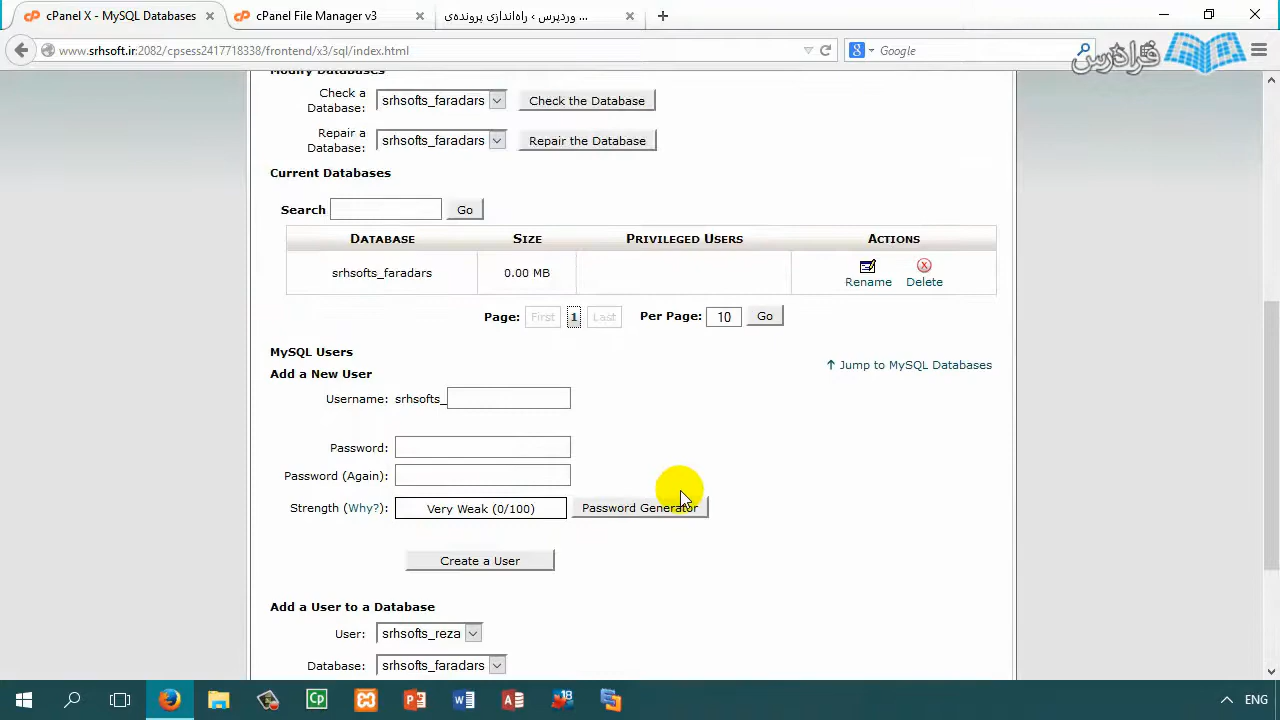 cPanel X - MySQL Databases
cPanel File Manager v3
وردپرس ، راه‌اندازی پرونده‌ی ...
www.srhsoft.ir:2082/cpsess2417718338/frontend/x3/sql/index.html
Google
فرادرس
Modify Databases
Check a Database: srhsofts_faradars Check the Database
Repair a Database: srhsofts_faradars Repair the Database
Current Databases
Search Go
DATABASE SIZE PRIVILEGED USERS ACTIONS
srhsofts_faradars 0.00 MB Rename Delete
Page: First 1 Last Per Page: 10 Go
MySQL Users
↑ Jump to MySQL Databases
Add a New User
Username: srhsofts_
Password:
Password (Again):
Strength (Why?): Very Weak (0/100) Password Generator
Create a User
Add a User to a Database
User: srhsofts_reza
Database: srhsofts_faradars
ENG